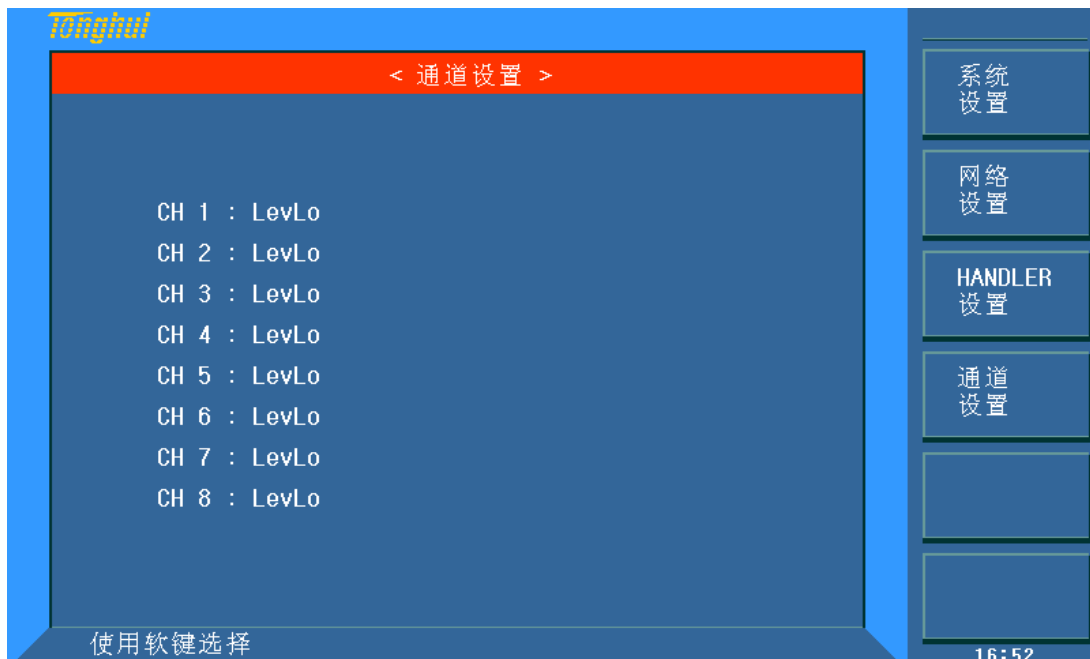 Tonghui
< 通道设置 >
CH 1 : LevLo
CH 2 : LevLo
CH 3 : LevLo
CH 4 : LevLo
CH 5 : LevLo
CH 6 : LevLo
CH 7 : LevLo
CH 8 : LevLo
使用软键选择
系统
设置
网络
设置
HANDLER
设置
通道
设置
16:52